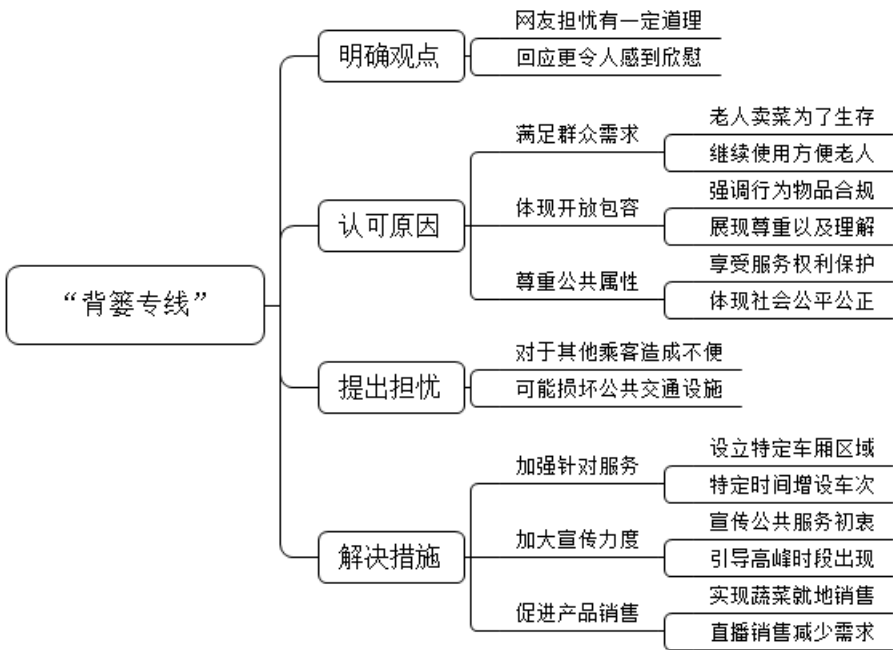 网友担忧有一定道理
明确观点
回应更令人感到欣慰
老人卖菜为了生存
满足群众需求
继续使用方便老人
强调行为物品合规
认可原因
体现开放包容
展现尊重以及理解
享受服务权利保护
尊重公共属性
体现社会公平公正
“背篓专线”
对于其他乘客造成不便
提出担忧
可能损坏公共交通设施
设立特定车厢区域
加强针对服务
特定时间增设车次
宣传公共服务初衷
解决措施
加大宣传力度
引导高峰时段出现
实现蔬菜就地销售
促进产品销售
直播销售减少需求